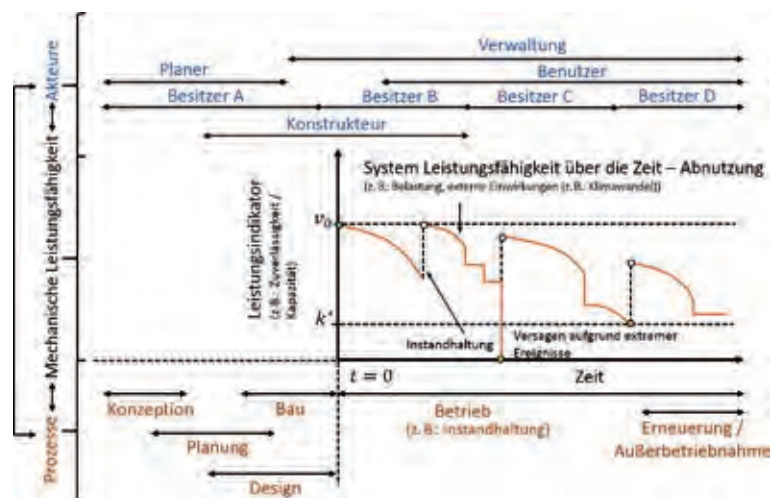 Verwaltung
Planer
Benutzer
Besitzer A
Besitzer B
Besitzer C
Besitzer D
Konstrukteur
Akteure
Mechanische Leistungsfähigkeit
Prozesse
System Leistungsfähigkeit über die Zeit – Abnutzung
(z. B.: Belastung, externe Einwirkungen (z.B.: Klimawandel))
Leistungsindikator
(z.B.: Zuverlässigkeit /
Kapazität)
v₀
k*
Instandhaltung
Versagen aufgrund extremer
Ereignisse
t = 0
Zeit
Konzeption
Bau
Betrieb
(z. B.: Instandhaltung)
Planung
Erneuerung /
Außerbetriebnahme
Design